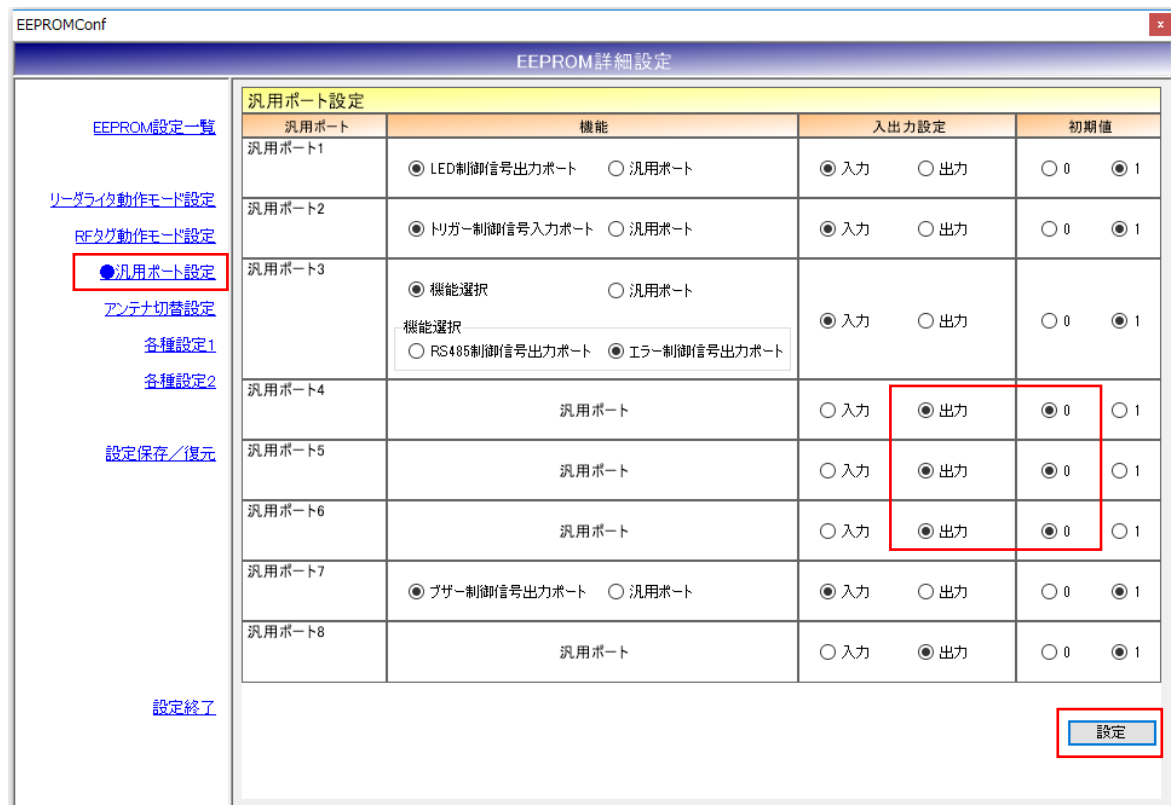 EEPROMConf
x
EEPROM詳細設定
EEPROM設定一覧
リーダライタ動作モード設定
RFタグ動作モード設定
●汎用ポート設定
アンテナ切替設定
各種設定1
各種設定2
設定保存／復元
設定終了
汎用ポート設定
汎用ポート 機能 入出力設定 初期値
汎用ポート1
LED制御信号出力ポート 汎用ポート 入力 出力 0 1
汎用ポート2
トリガー制御信号入力ポート 汎用ポート 入力 出力 0 1
汎用ポート3
機能選択 汎用ポート
入力 出力 0 1
機能選択
RS485制御信号出力ポート エラー制御信号出力ポート
汎用ポート4
汎用ポート 入力 出力 0 1
汎用ポート5
汎用ポート 入力 出力 0 1
汎用ポート6
汎用ポート 入力 出力 0 1
汎用ポート7
ブザー制御信号出力ポート 汎用ポート 入力 出力 0 1
汎用ポート8
汎用ポート 入力 出力 0 1
設定